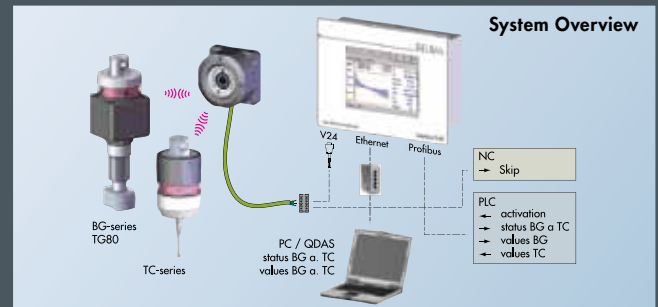 System Overview
BLUM
V24
Ethernet
Profibus
NC
→ Skip
PLC
← activation
→ status BG a TC
→ values BG
← values TC
BG-series
TG80
TC-series
PC / QDAS
status BG a. TC
values BG a. TC